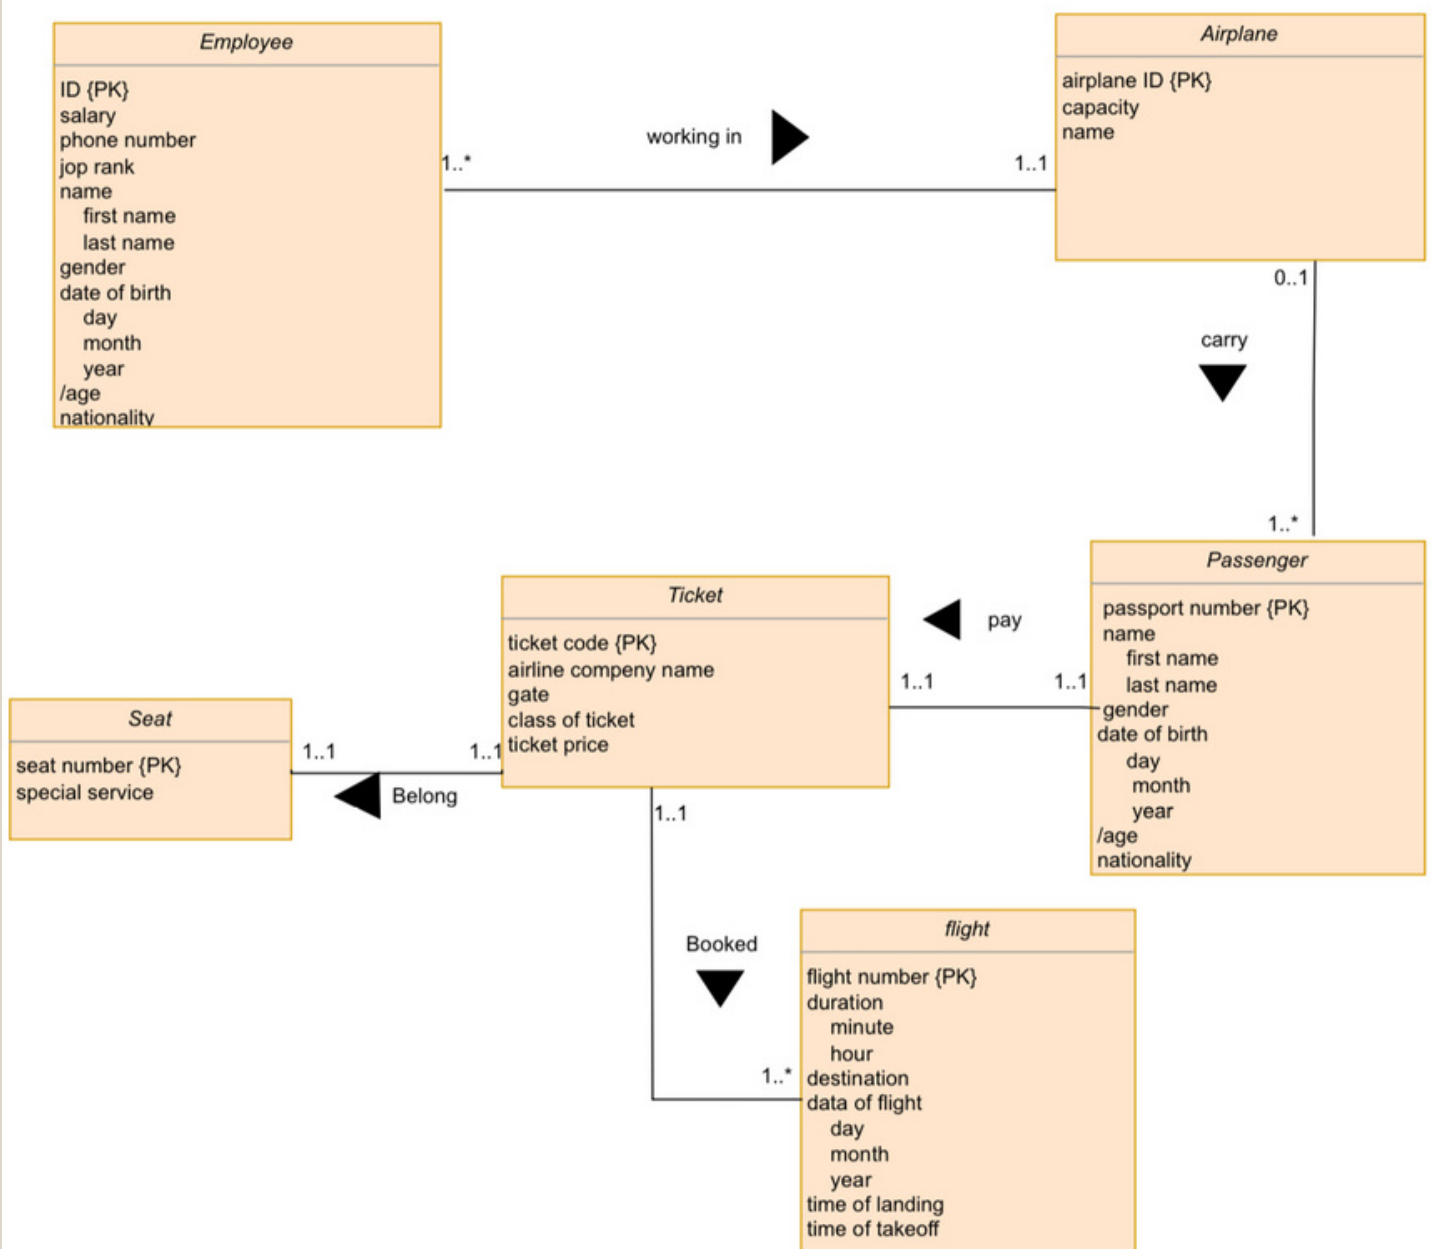 Employee
ID {PK}
salary
phone number
jop rank
name
first name
last name
gender
date of birth
day
month
year
/age
nationality
1..*
working in
1..1
Airplane
airplane ID {PK}
capacity
name
0..1
carry
1..*
Passenger
passport number {PK}
name
first name
last name
gender
date of birth
day
month
year
/age
nationality
pay
1..1
1..1
Ticket
ticket code {PK}
airline compeny name
gate
class of ticket
ticket price
1..1
1..1
Belong
Seat
seat number {PK}
special service
1..1
Booked
1..*
flight
flight number {PK}
duration
minute
hour
destination
data of flight
day
month
year
time of landing
time of takeoff